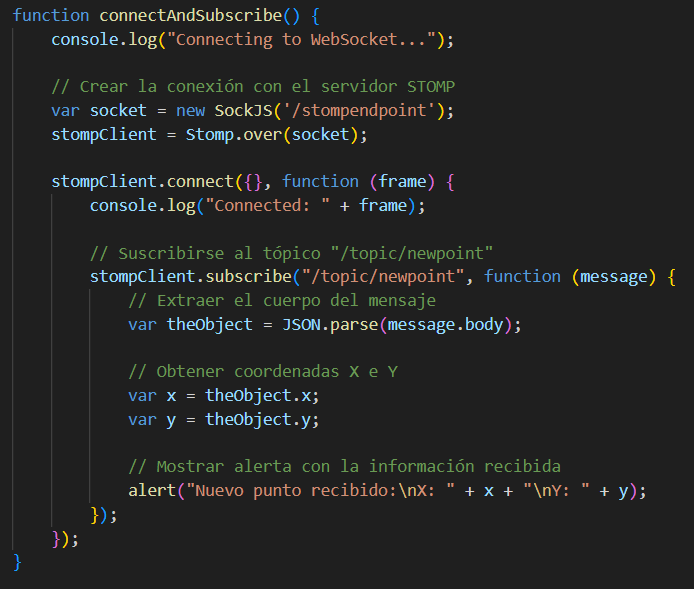 function connectAndSubscribe() {
console.log("Connecting to WebSocket...");
// Crear la conexión con el servidor STOMP
var socket = new SockJS('/stompendpoint');
stompClient = Stomp.over(socket);
stompClient.connect({}, function (frame) {
console.log("Connected: " + frame);
// Suscribirse al tópico "/topic/newpoint"
stompClient.subscribe("/topic/newpoint", function (message) {
// Extraer el cuerpo del mensaje
var theObject = JSON.parse(message.body);
// Obtener coordenadas X e Y
var x = theObject.x;
var y = theObject.y;
// Mostrar alerta con la información recibida
alert("Nuevo punto recibido:\nX: " + x + "\nY: " + y);
});
});
}